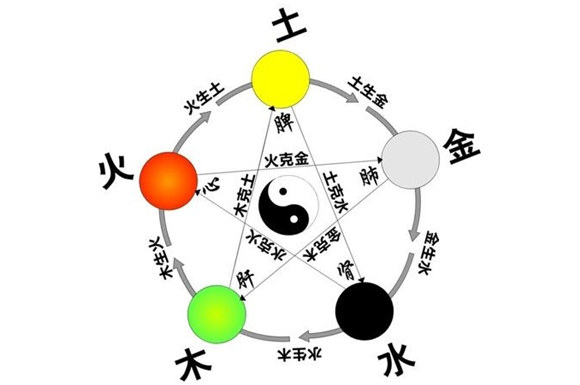 土
火生土
土生金
脾
火
金
火克金
心
肺
木克土
土克水
水克火
金克木
木生火
金生水
肝
肾
水生木
木
水